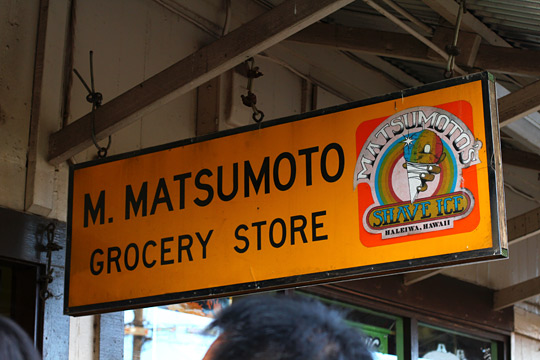 M. MATSUMOTO
GROCERY STORE
MATSUMOTO'S
SHAVE ICE
HALEIWA, HAWAII